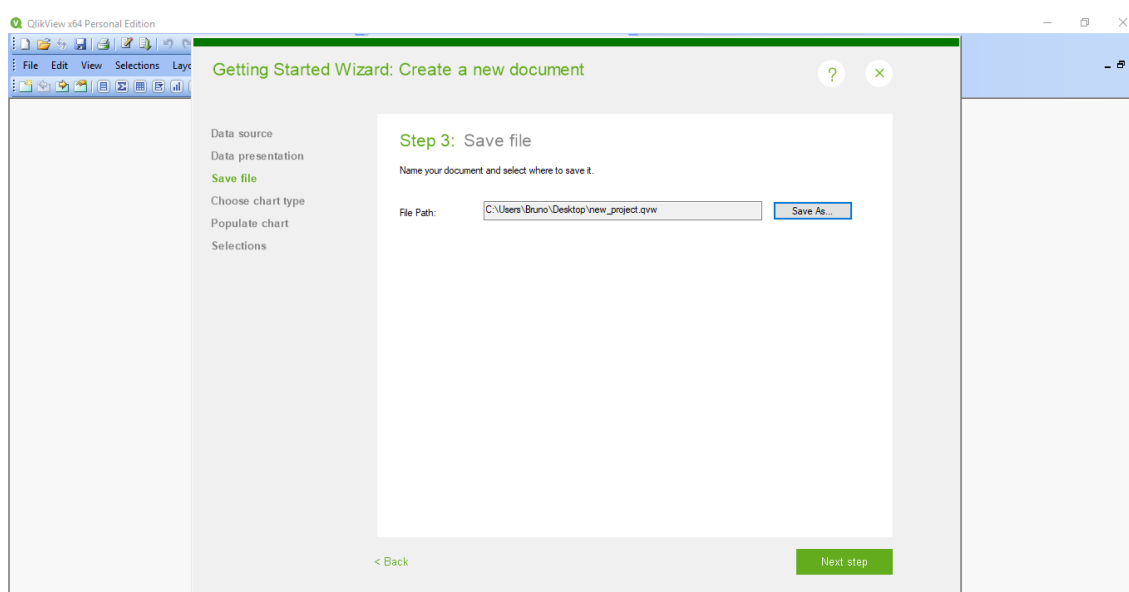 QlikView x64 Personal Edition
File Edit View Selections
Getting Started Wizard: Create a new document
?
Data source
Data presentation
Save file
Choose chart type
Populate chart
Selections
Step 3: Save file
Name your document and select where to save it.
File Path: C:\Users\Bruno\Desktop\new_project.qvw Save As...
< Back Next step